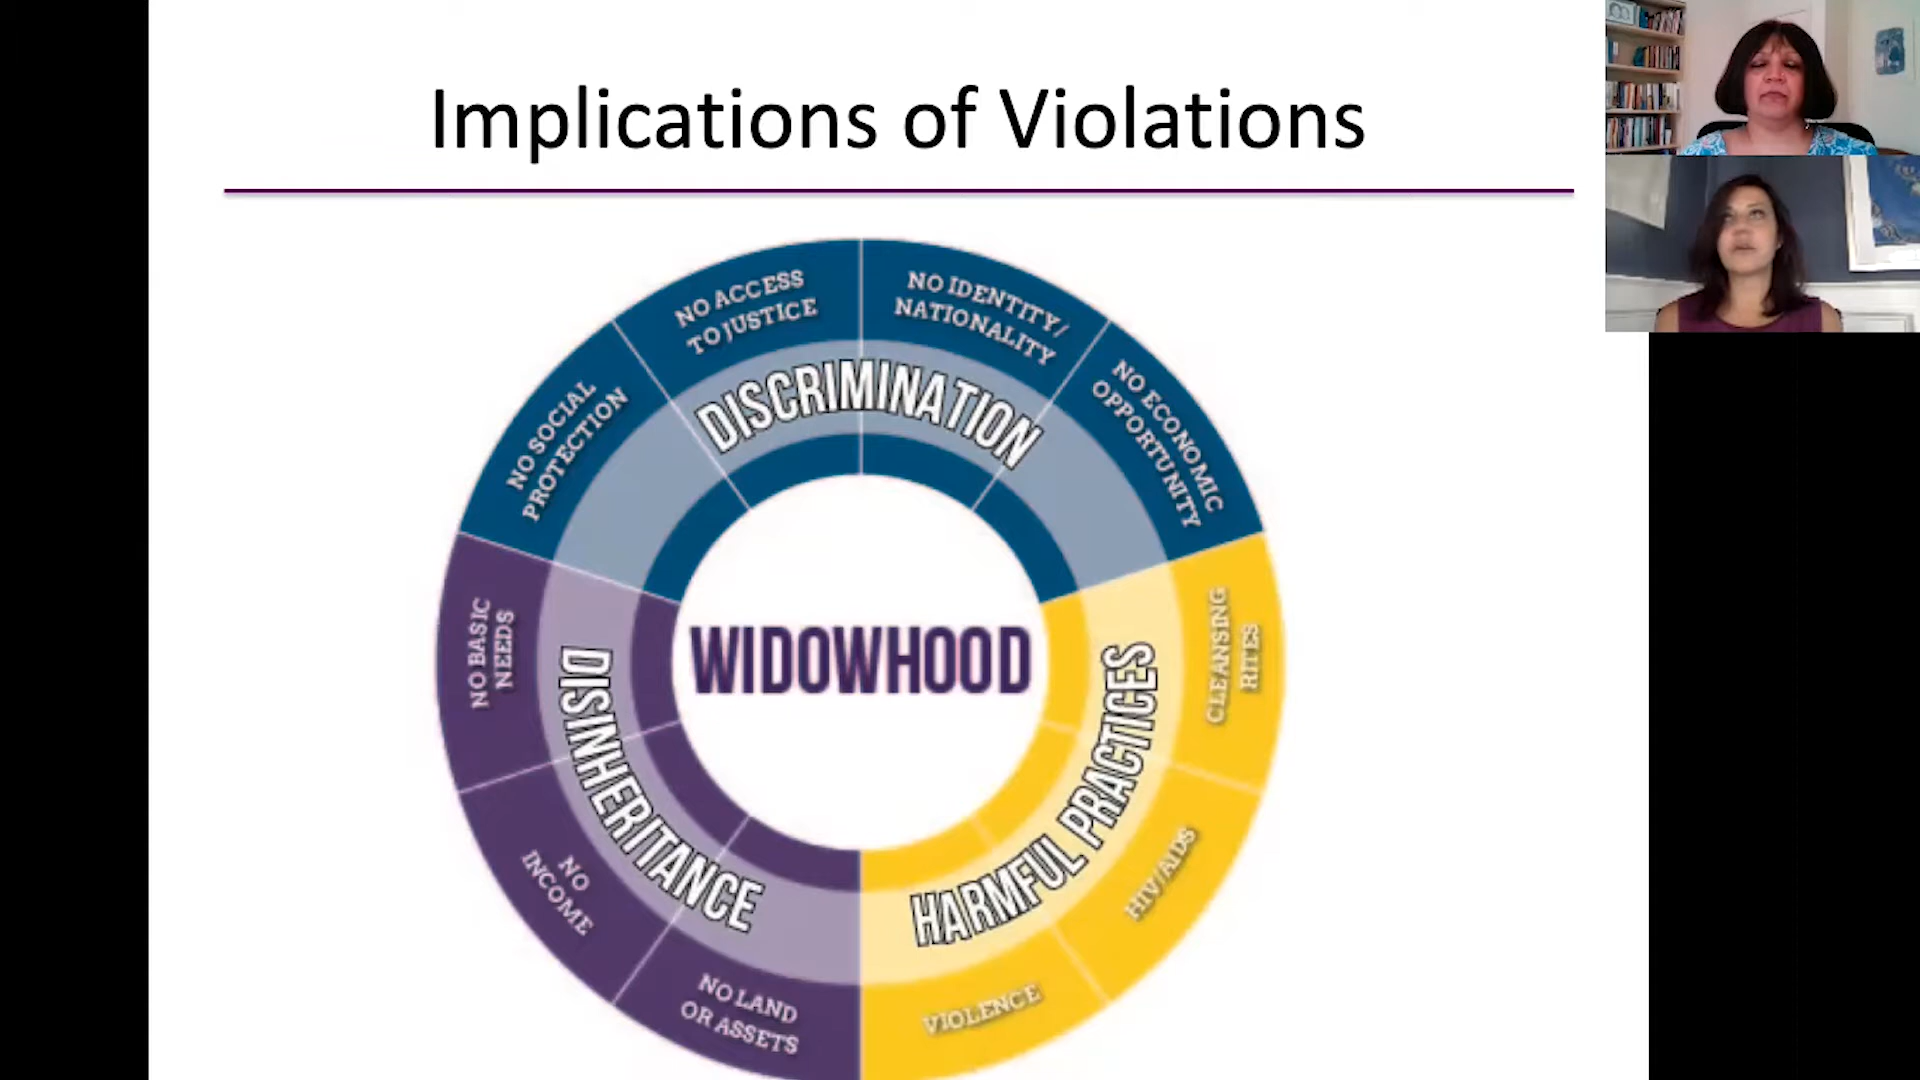 Implications of Violations
NO ACCESS
TO JUSTICE
NO IDENTITY/
NATIONALITY
NO SOCIAL
PROTECTION
NO ECONOMIC
OPPORTUNITY
DISCRIMINATION
NO BASIC
NEEDS
WIDOWHOOD
CLEANSING
RITES
DISINHERITANCE
HARMFUL PRACTICES
NO
INCOME
HIV/AIDS
NO LAND
OR ASSETS
VIOLENCE